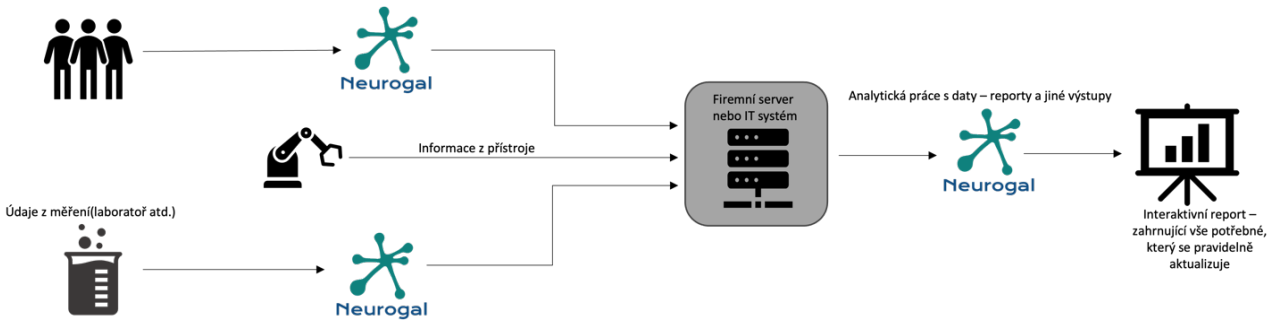 Neurogal
Firemní server
nebo IT systém
Analytická práce s daty – reporty a jiné výstupy
Informace z přístroje
Neurogal
Údaje z měření(laboratoř atd.)
Interaktivní report –
zahrnující vše potřebné,
který se pravidelně
aktualizuje
Neurogal